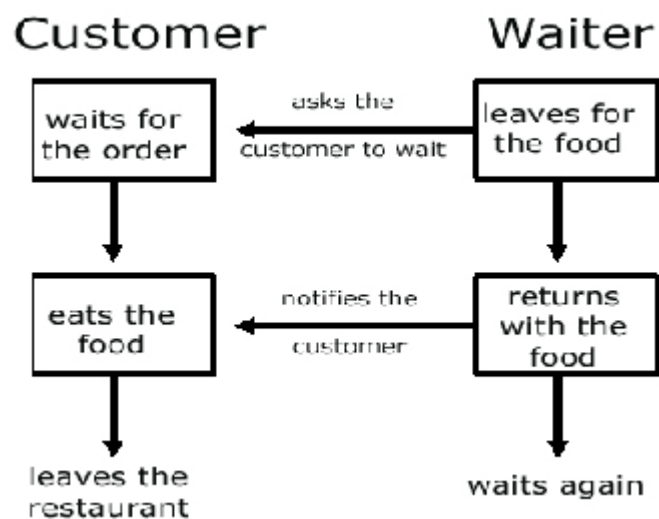 Customer
Waiter
waits for
the order
asks the
customer to wait
leaves for
the food
eats the
food
notifies the
customer
returns
with the
food
leaves the
restaurant
waits again